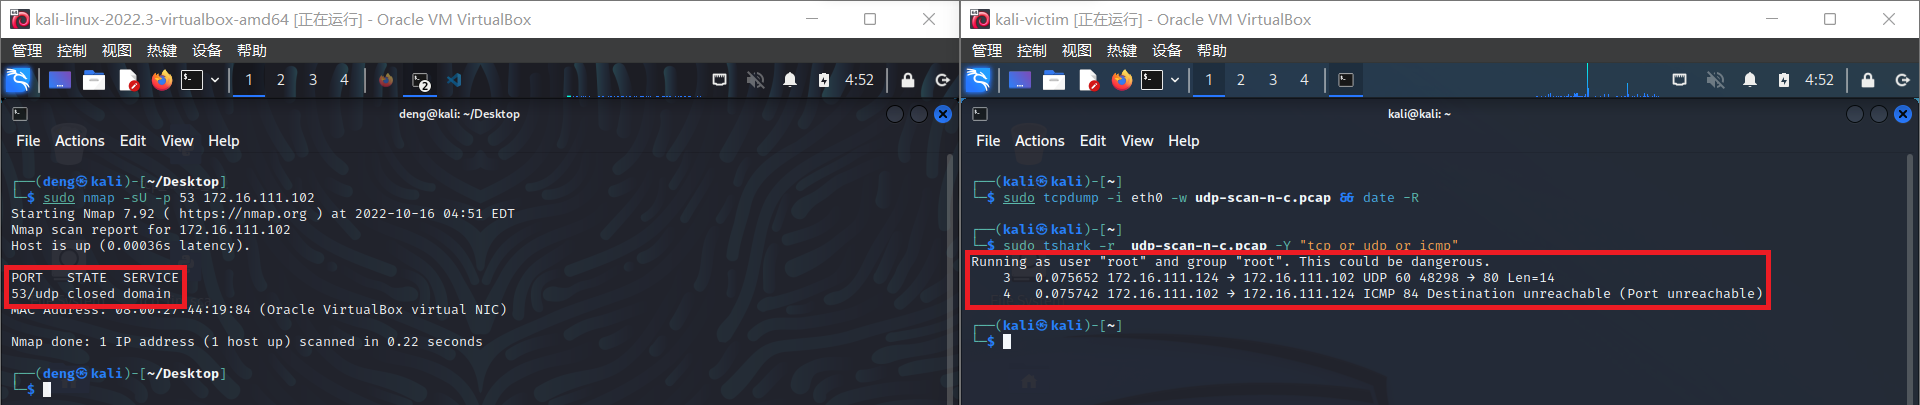 kali-linux-2022.3-virtualbox-amd64 [正在运行] - Oracle VM VirtualBox
管理 控制 视图 热键 设备 帮助
1 2 3 4 2 4:52
deng@kali: ~/Desktop
File Actions Edit View Help
(deng㉿kali)-[~/Desktop]
$ sudo nmap -sU -p 53 172.16.111.102
Starting Nmap 7.92 ( https://nmap.org ) at 2022-10-16 04:51 EDT
Nmap scan report for 172.16.111.102
Host is up (0.00036s latency).
PORT STATE SERVICE
53/udp closed domain
MAC Address: 08:00:27:44:19:84 (Oracle VirtualBox virtual NIC)
Nmap done: 1 IP address (1 host up) scanned in 0.22 seconds
(deng㉿kali)-[~/Desktop]
$
kali-victim [正在运行] - Oracle VM VirtualBox
管理 控制 视图 热键 设备 帮助
1 2 3 4 4:52
kali@kali: ~
File Actions Edit View Help
(kali㉿kali)-[~]
$ sudo tcpdump -i eth0 -w udp-scan-n-c.pcap && date -R
(kali㉿kali)-[~]
$ sudo tshark -r udp-scan-n-c.pcap -Y "tcp or udp or icmp"
Running as user "root" and group "root". This could be dangerous.
3 0.075652 172.16.111.124 → 172.16.111.102 UDP 60 48298 → 80 Len=14
4 0.075742 172.16.111.102 → 172.16.111.124 ICMP 84 Destination unreachable (Port unreachable)
(kali㉿kali)-[~]
$